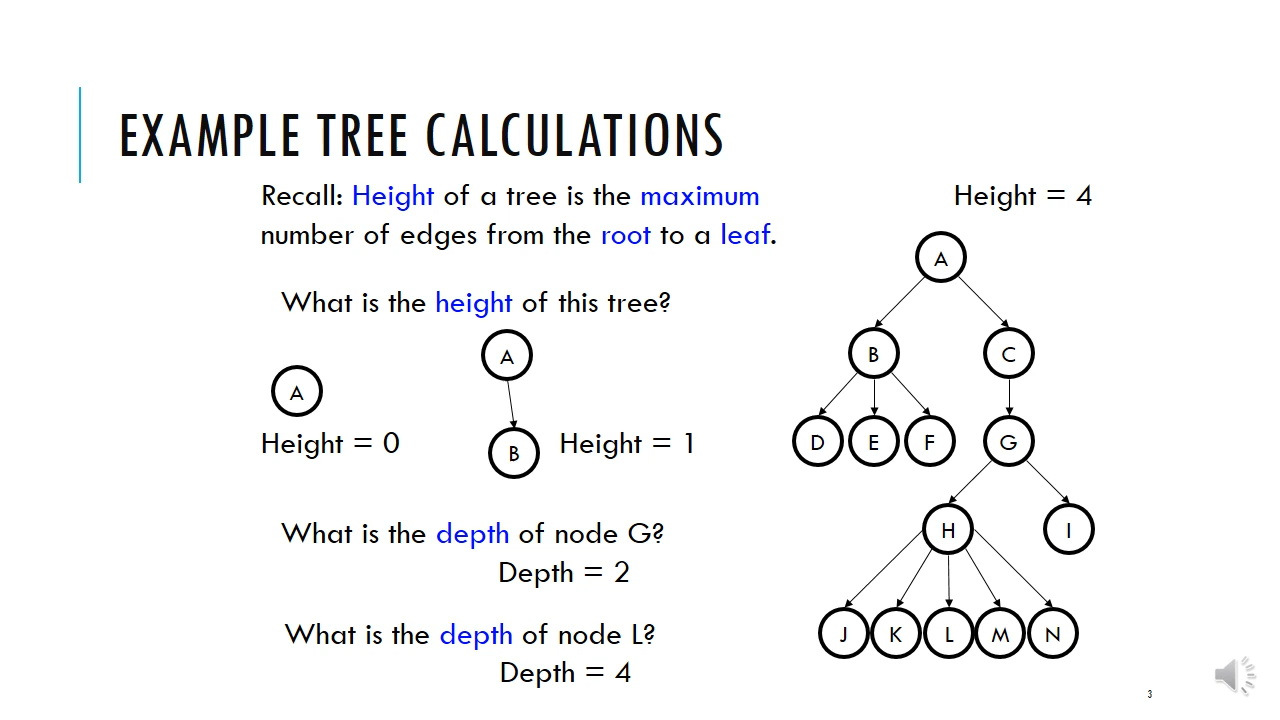 EXAMPLE TREE CALCULATIONS
Recall: Height of a tree is the maximum
number of edges from the root to a leaf.
What is the height of this tree?
A
Height = 0
A
B
Height = 1
What is the depth of node G?
Depth = 2
What is the depth of node L?
Depth = 4
Height = 4
A
B C
D E F G
H I
J K L M N
3